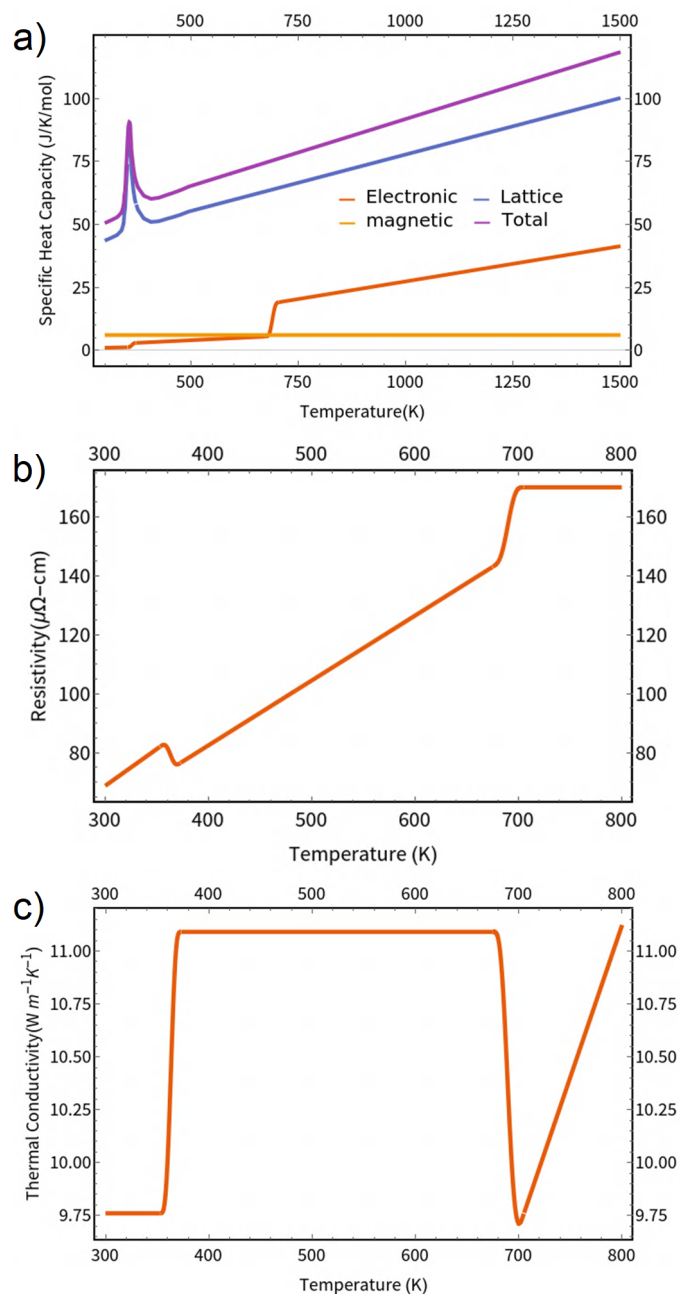 a)
500 750 1000 1250 1500
Specific Heat Capacity (J/K/mol)
100 100
75 75
Electronic Lattice
magnetic Total
50 50
25 25
0 0
500 750 1000 1250 1500
Temperature(K)
b)
300 400 500 600 700 800
Resistivity(μΩ−cm)
160 160
140 140
120 120
100 100
80 80
300 400 500 600 700 800
Temperature (K)
c)
300 400 500 600 700 800
Thermal Conductivity(W m⁻¹K⁻¹)
11.00 11.00
10.75 10.75
10.50 10.50
10.25 10.25
10.00 10.00
9.75 9.75
300 400 500 600 700 800
Temperature (K)